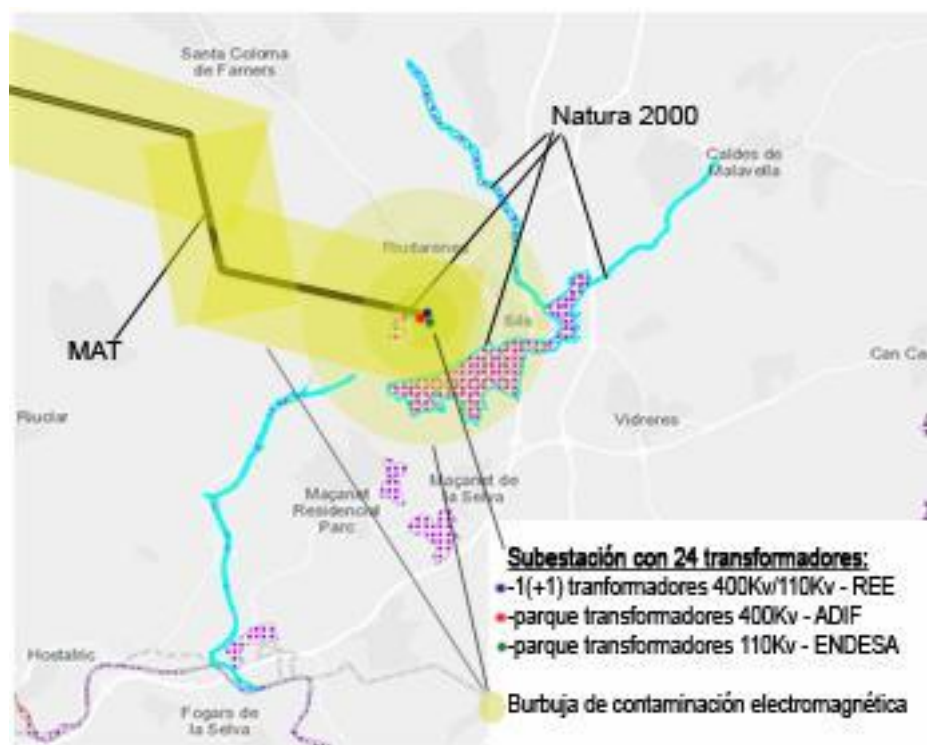 Santa Coloma
de Farners
Natura 2000
Caldes de
Malavella
Riudarenes
Sils
MAT
Can Ca
Riuclar
Vidreres
Maçanet
Residencial
Parc
Maçanet de
la Selva
Subestación con 24 transformadores:
-1(+1) tranformadores 400Kv/110Kv - REE
-parque transformadores 400Kv - ADIF
-parque transformadores 110Kv - ENDESA
Hostalric
Fogars de
la Selva
Burbuja de contaminación electromagnética